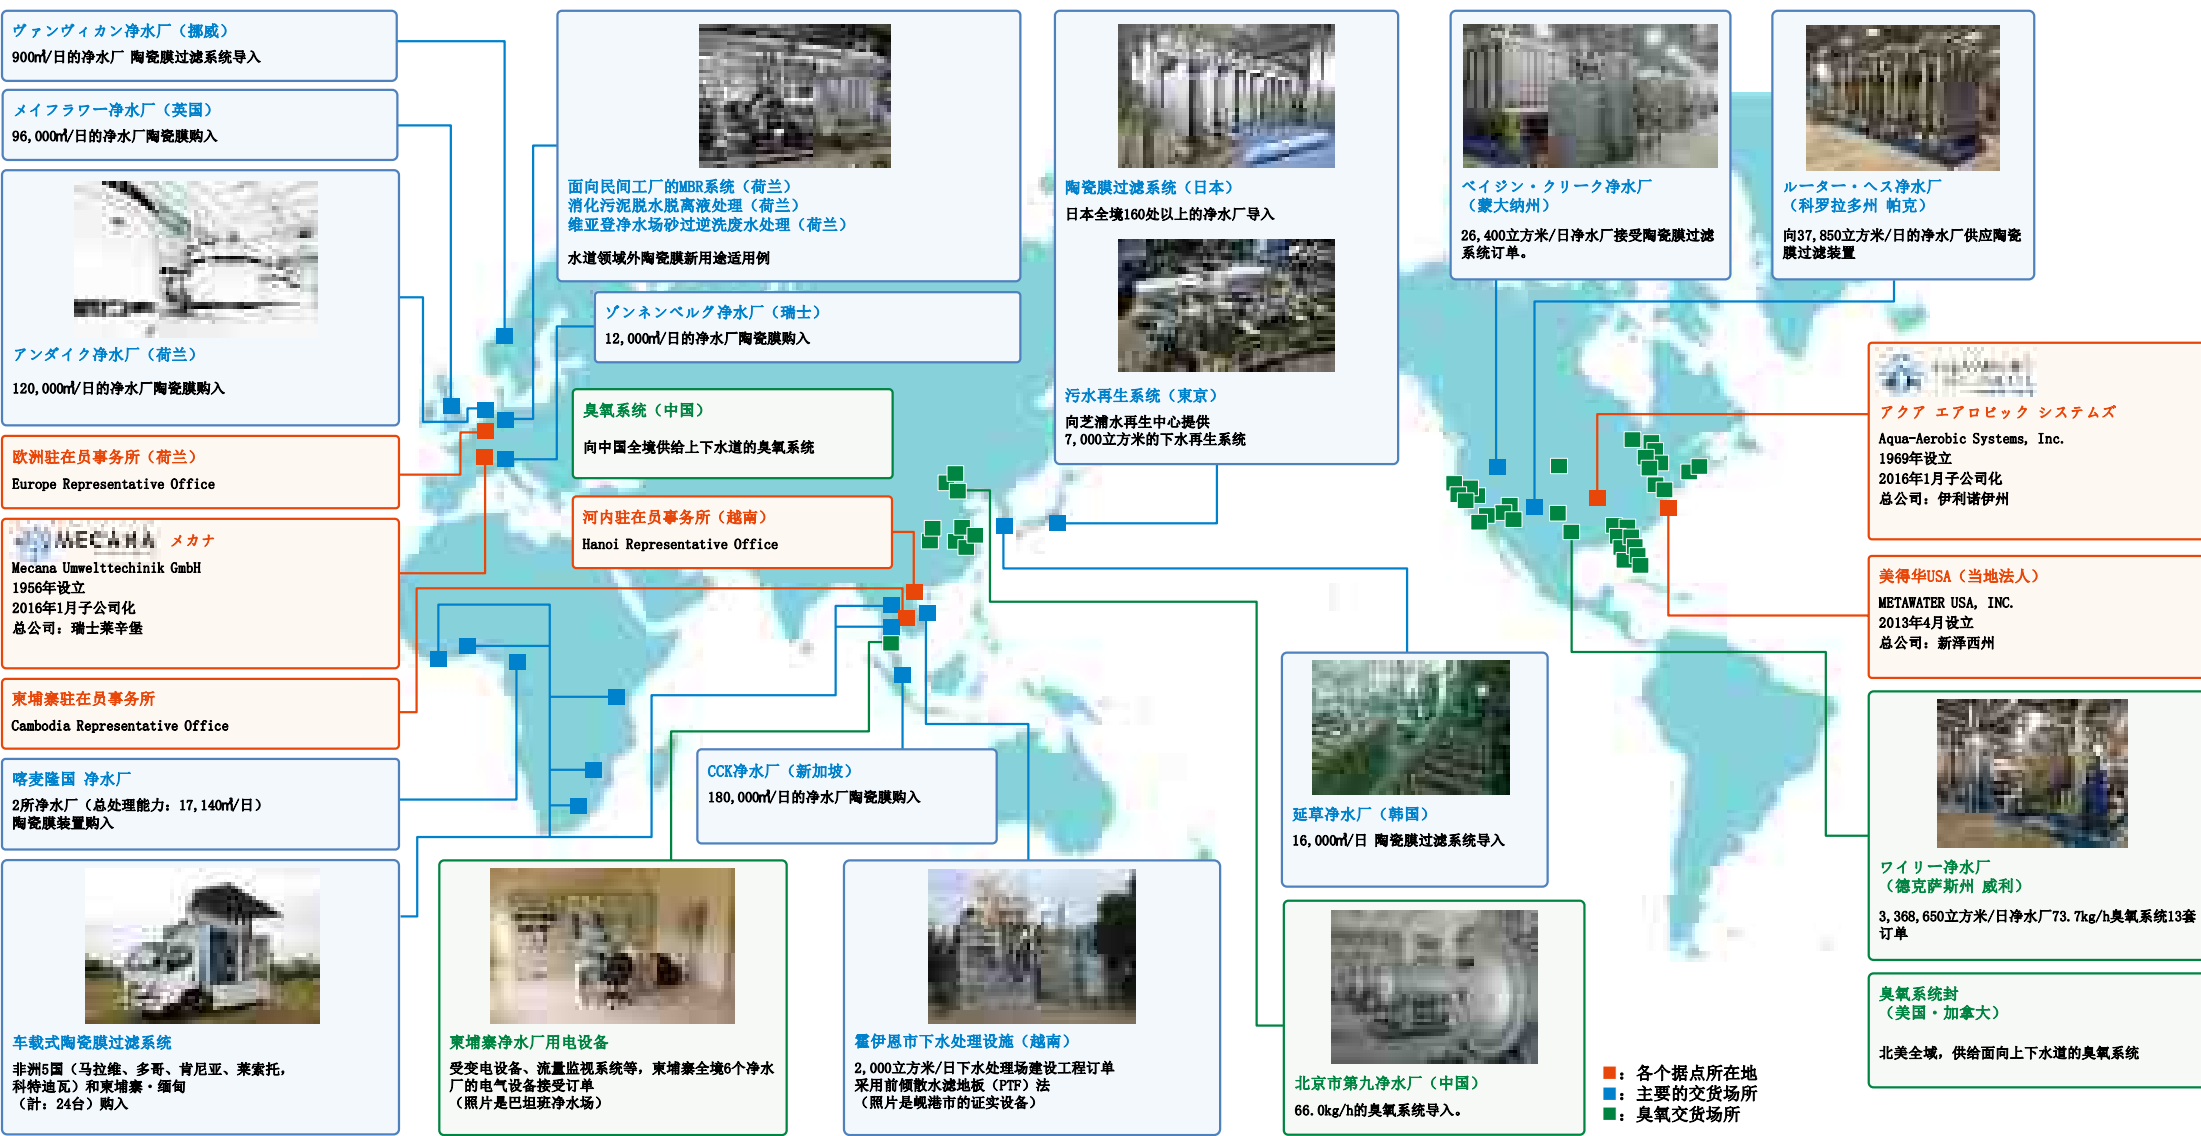 ヴァンヴィカン净水厂（挪威）
900㎥/日的净水厂 陶瓷膜过滤系统导入
メイフラワー净水厂（英国）
96,000㎥/日的净水厂陶瓷膜购入
アンダイク净水厂（荷兰）
120,000㎥/日的净水厂陶瓷膜购入
欧洲驻在员事务所（荷兰）
Europe Representative Office
MECANA メカナ
Mecana Umwelttechinik GmbH
1956年设立
2016年1月子公司化
总公司：瑞士莱辛堡
柬埔寨驻在员事务所
Cambodia Representative Office
喀麦隆国 净水厂
2所净水厂（总处理能力：17,140㎥/日）
陶瓷膜装置购入
车载式陶瓷膜过滤系统
非洲5国（马拉维、多哥、肯尼亚、莱索托，
科特迪瓦）和柬埔寨・缅甸
（計：24台）购入
面向民间工厂的MBR系统（荷兰）
消化污泥脱水脱离液处理（荷兰）
维亚登净水场砂过逆洗废水处理（荷兰）
水道领域外陶瓷膜新用途适用例
ゾンネンベルグ净水厂（瑞士）
12,000㎥/日的净水厂陶瓷膜购入
臭氧系统（中国）
向中国全境供给上下水道的臭氧系统
河内驻在员事务所（越南）
Hanoi Representative Office
CCK净水厂（新加坡）
180,000㎥/日的净水厂陶瓷膜购入
柬埔寨净水厂用电设备
受变电设备、流量监视系统等，柬埔寨全境6个净水
厂的电气设备接受订单
（照片是巴坦班净水场）
霍伊恩市下水处理设施（越南）
2,000立方米/日下水处理场建设工程订单
采用前倾散水滤地板（PTF）法
（照片是岘港市的证实设备）
陶瓷膜过滤系统（日本）
日本全境160处以上的净水厂导入
污水再生系统（東京）
向芝浦水再生中心提供
7,000立方米的下水再生系统
延草净水厂（韩国）
16,000㎥/日 陶瓷膜过滤系统导入
北京市第九净水厂（中国）
66.0kg/h的臭氧系统导入。
ベイジン・クリーク净水厂
（蒙大纳州）
26,400立方米/日净水厂接受陶瓷膜过滤
系统订单。
ルーター・ヘス净水厂
（科罗拉多州 帕克）
向37,850立方米/日的净水厂供应陶瓷
膜过滤装置
アクア エアロビック システムズ
Aqua-Aerobic Systems, Inc.
1969年设立
2016年1月子公司化
总公司：伊利诺伊州
美得华USA（当地法人）
METAWATER USA, INC.
2013年4月设立
总公司：新泽西州
ワイリー净水厂
（德克萨斯州 威利）
3,368,650立方米/日净水厂73.7kg/h臭氧系统13套
订单
臭氧系统封
（美国・加拿大）
北美全域，供给面向上下水道的臭氧系统
：各个据点所在地
：主要的交货场所
：臭氧交货场所